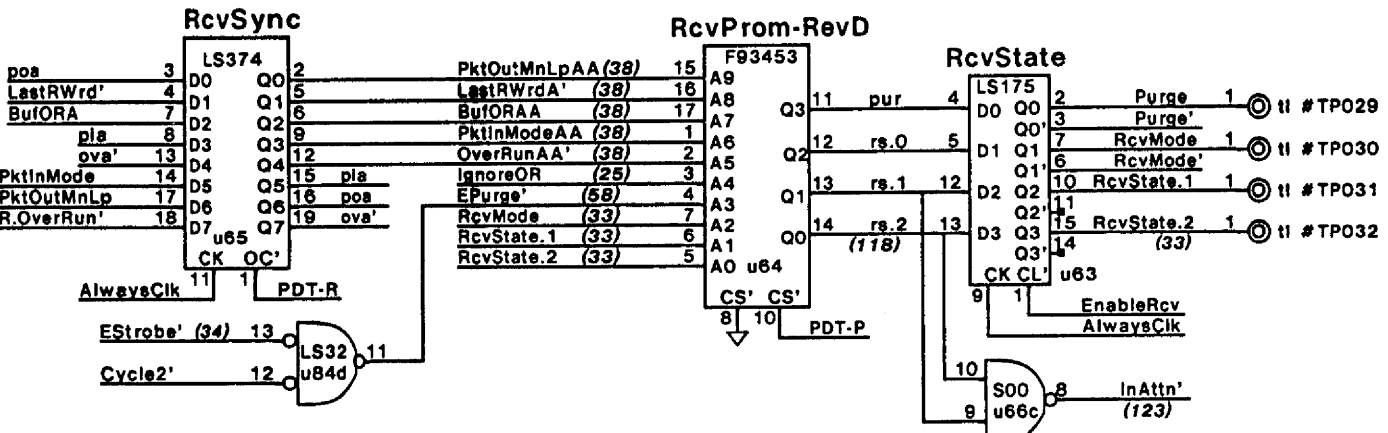 RcvSync
RcvProm-RevD
RcvState
LS374
poa 3 D0 Q0 2 PktOutMnLpAA (38) 15 A9
LastRWrd' 4 D1 Q1 5 LastRWrdA' (38) 16 A8
BufORA 7 D2 Q2 6 BufORAA (38) 17 A7
pia 8 D3 Q3 9 PktInModeAA (38) 1 A6
ova' 13 D4 Q4 12 OverRunAA' (38) 2 A5
PktInMode 14 D5 Q5 15 pia
PktOutMnLp 17 D6 Q6 16 poa
R.OverRun' 18 D7 Q7 19 ova'
u65
CK OC'
11 1
AlwaysClk PDT-R
IgnoreOR (25) 3 A4
EPurge' (58) 4 A3
RcvMode (33) 7 A2
RcvState.1 (33) 6 A1
RcvState.2 (33) 5 A0
F93453
Q3 11 pur 4 D0
Q2 12 rs.0 5 D1
Q1 13 rs.1 12 D2
Q0 14 rs.2 13 D3
(118)
u64
CS' CS'
8 10
PDT-P
LS175
Q0 2 Purge 1 tl #TP029
Q0' 3 Purge'
Q1 7 RcvMode 1 tl #TP030
Q1' 6 RcvMode'
Q2 10 RcvState.1 1 tl #TP031
Q2' 11
Q3 15 RcvState.2 1 tl #TP032
(33)
Q3' 14
CK CL' u63
9 1
EnableRcv
AlwaysClk
EStrobe' (34) 13
Cycle2' 12
LS32
u84d
11
10
9
S00
u66c
8 InAttn'
(123)